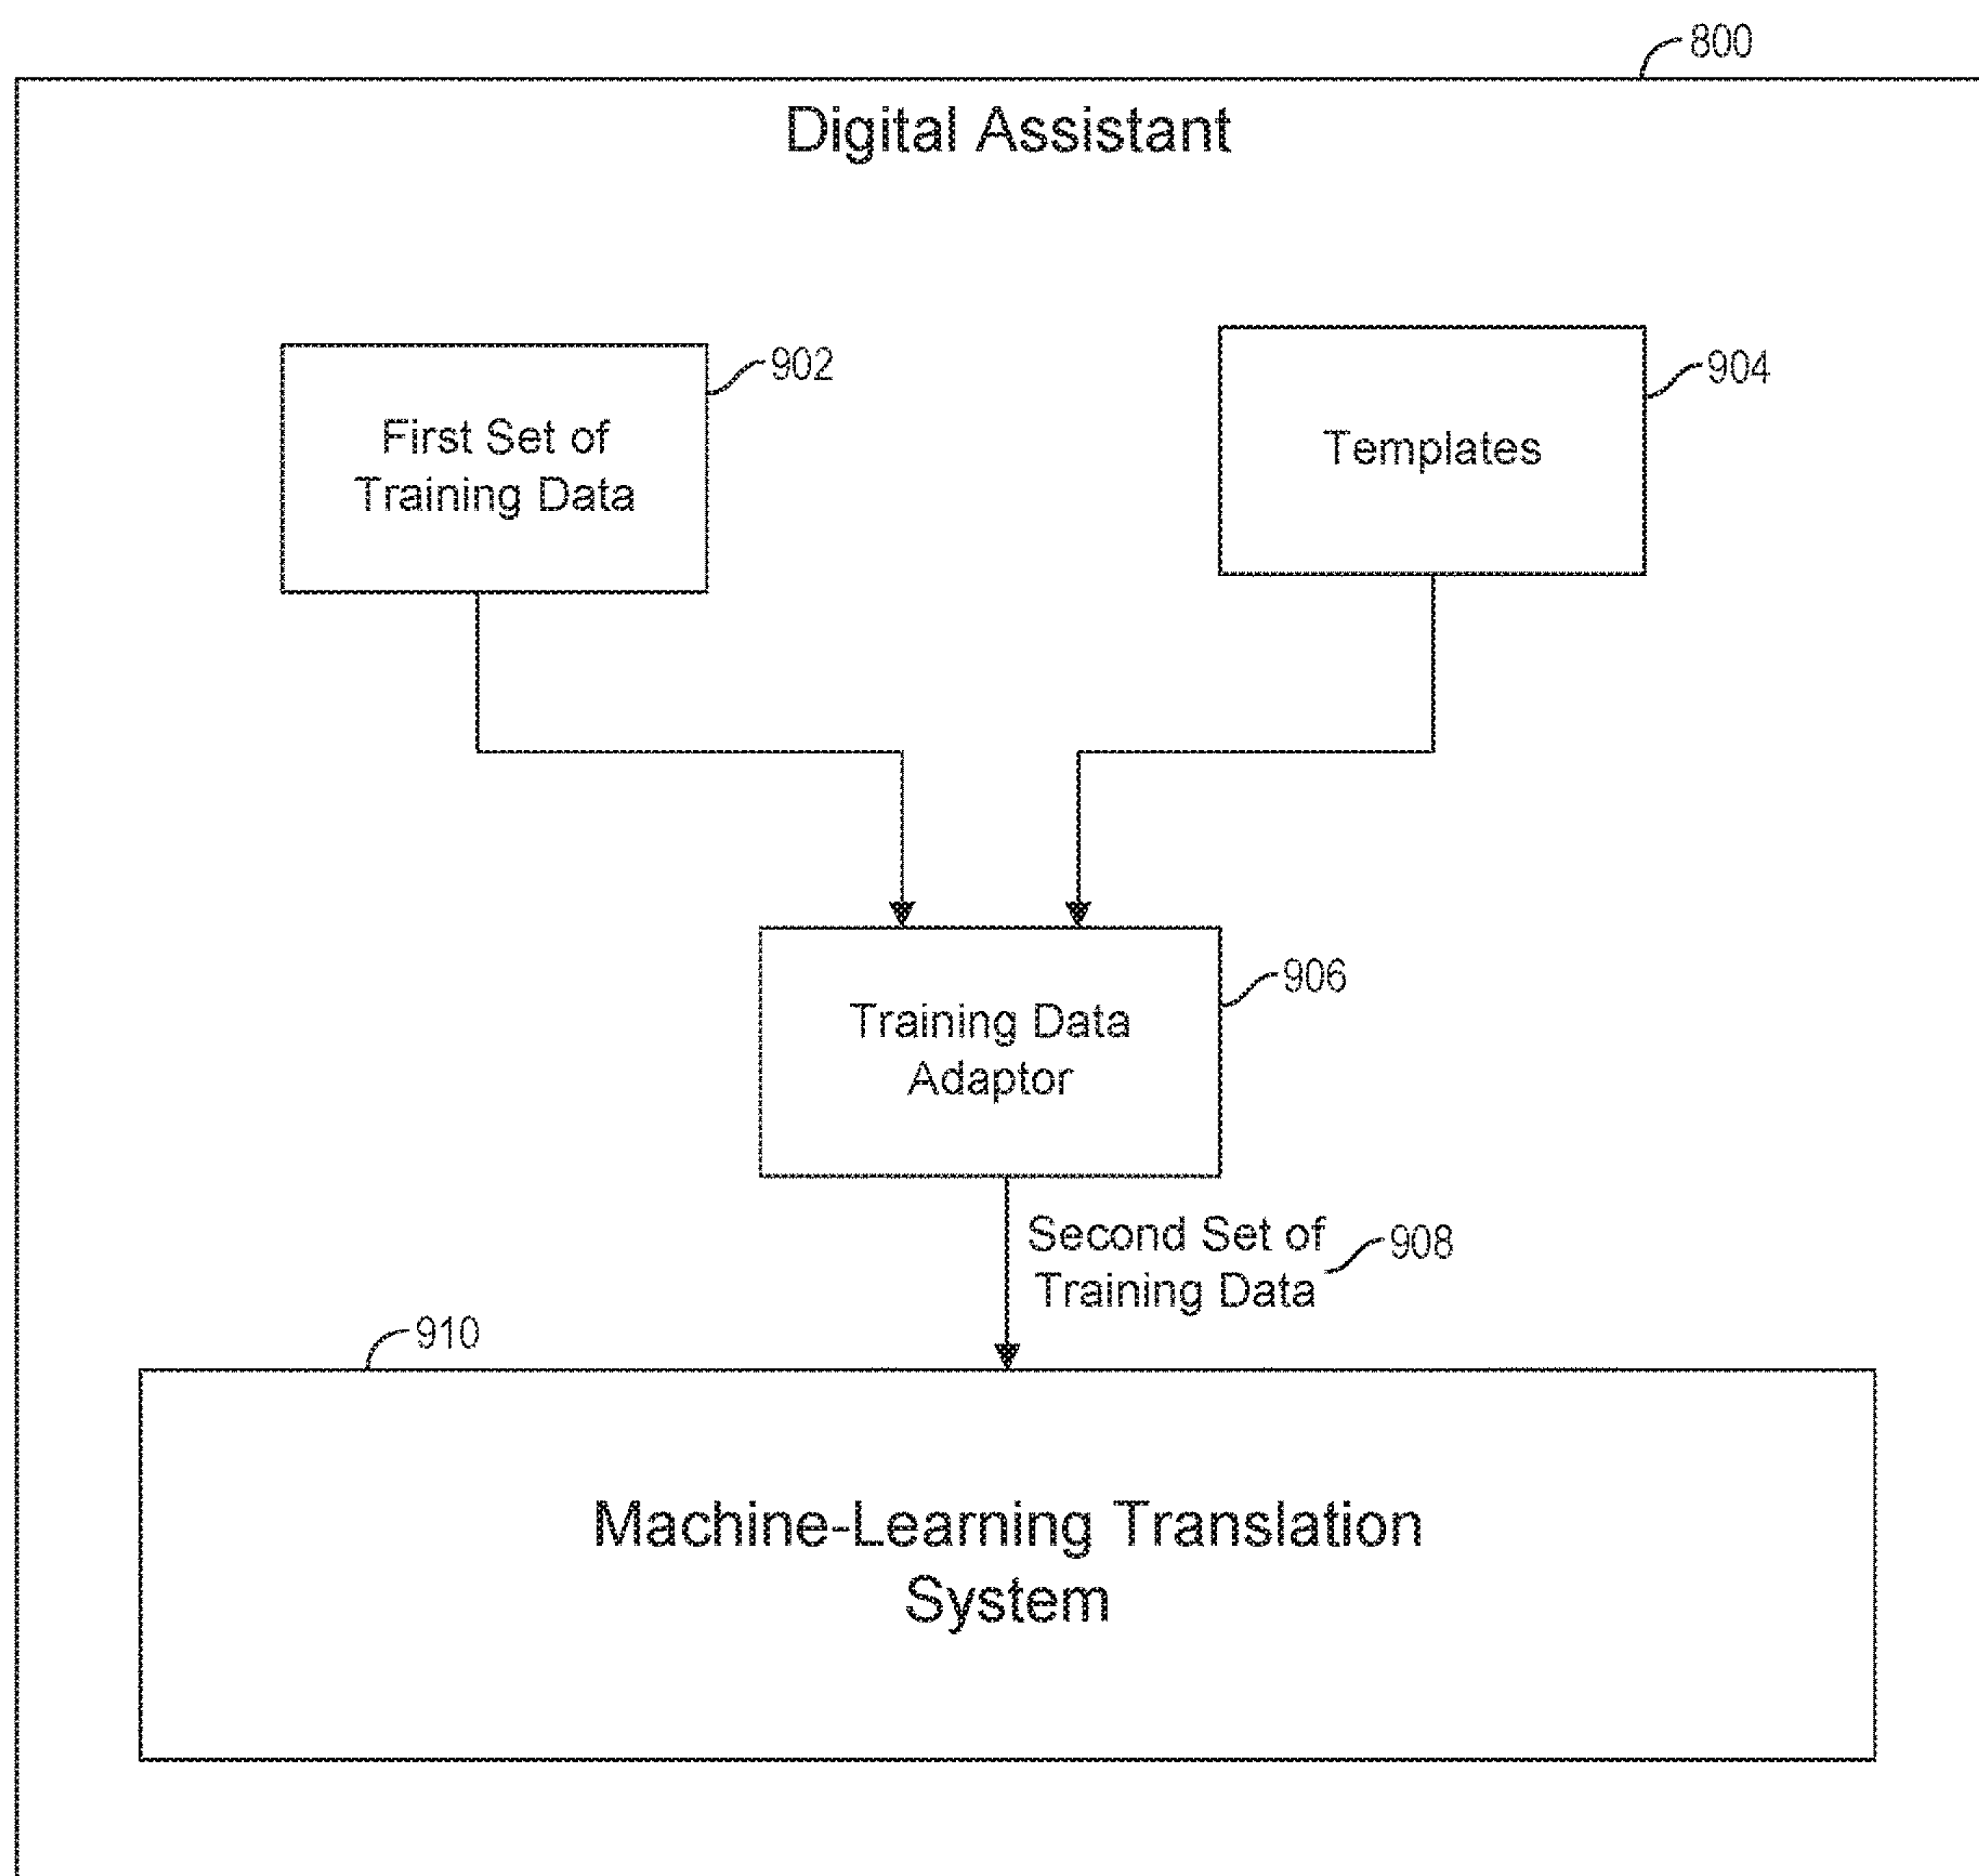 800
Digital Assistant
902
First Set of
Training Data
904
Templates
906
Training Data
Adaptor
Second Set of
Training Data
908
910
Machine-Learning Translation
System